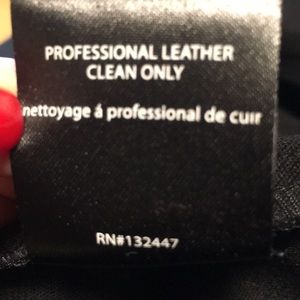 PROFESSIONAL LEATHER
CLEAN ONLY
nettoyage á professional de cuir
RN#132447